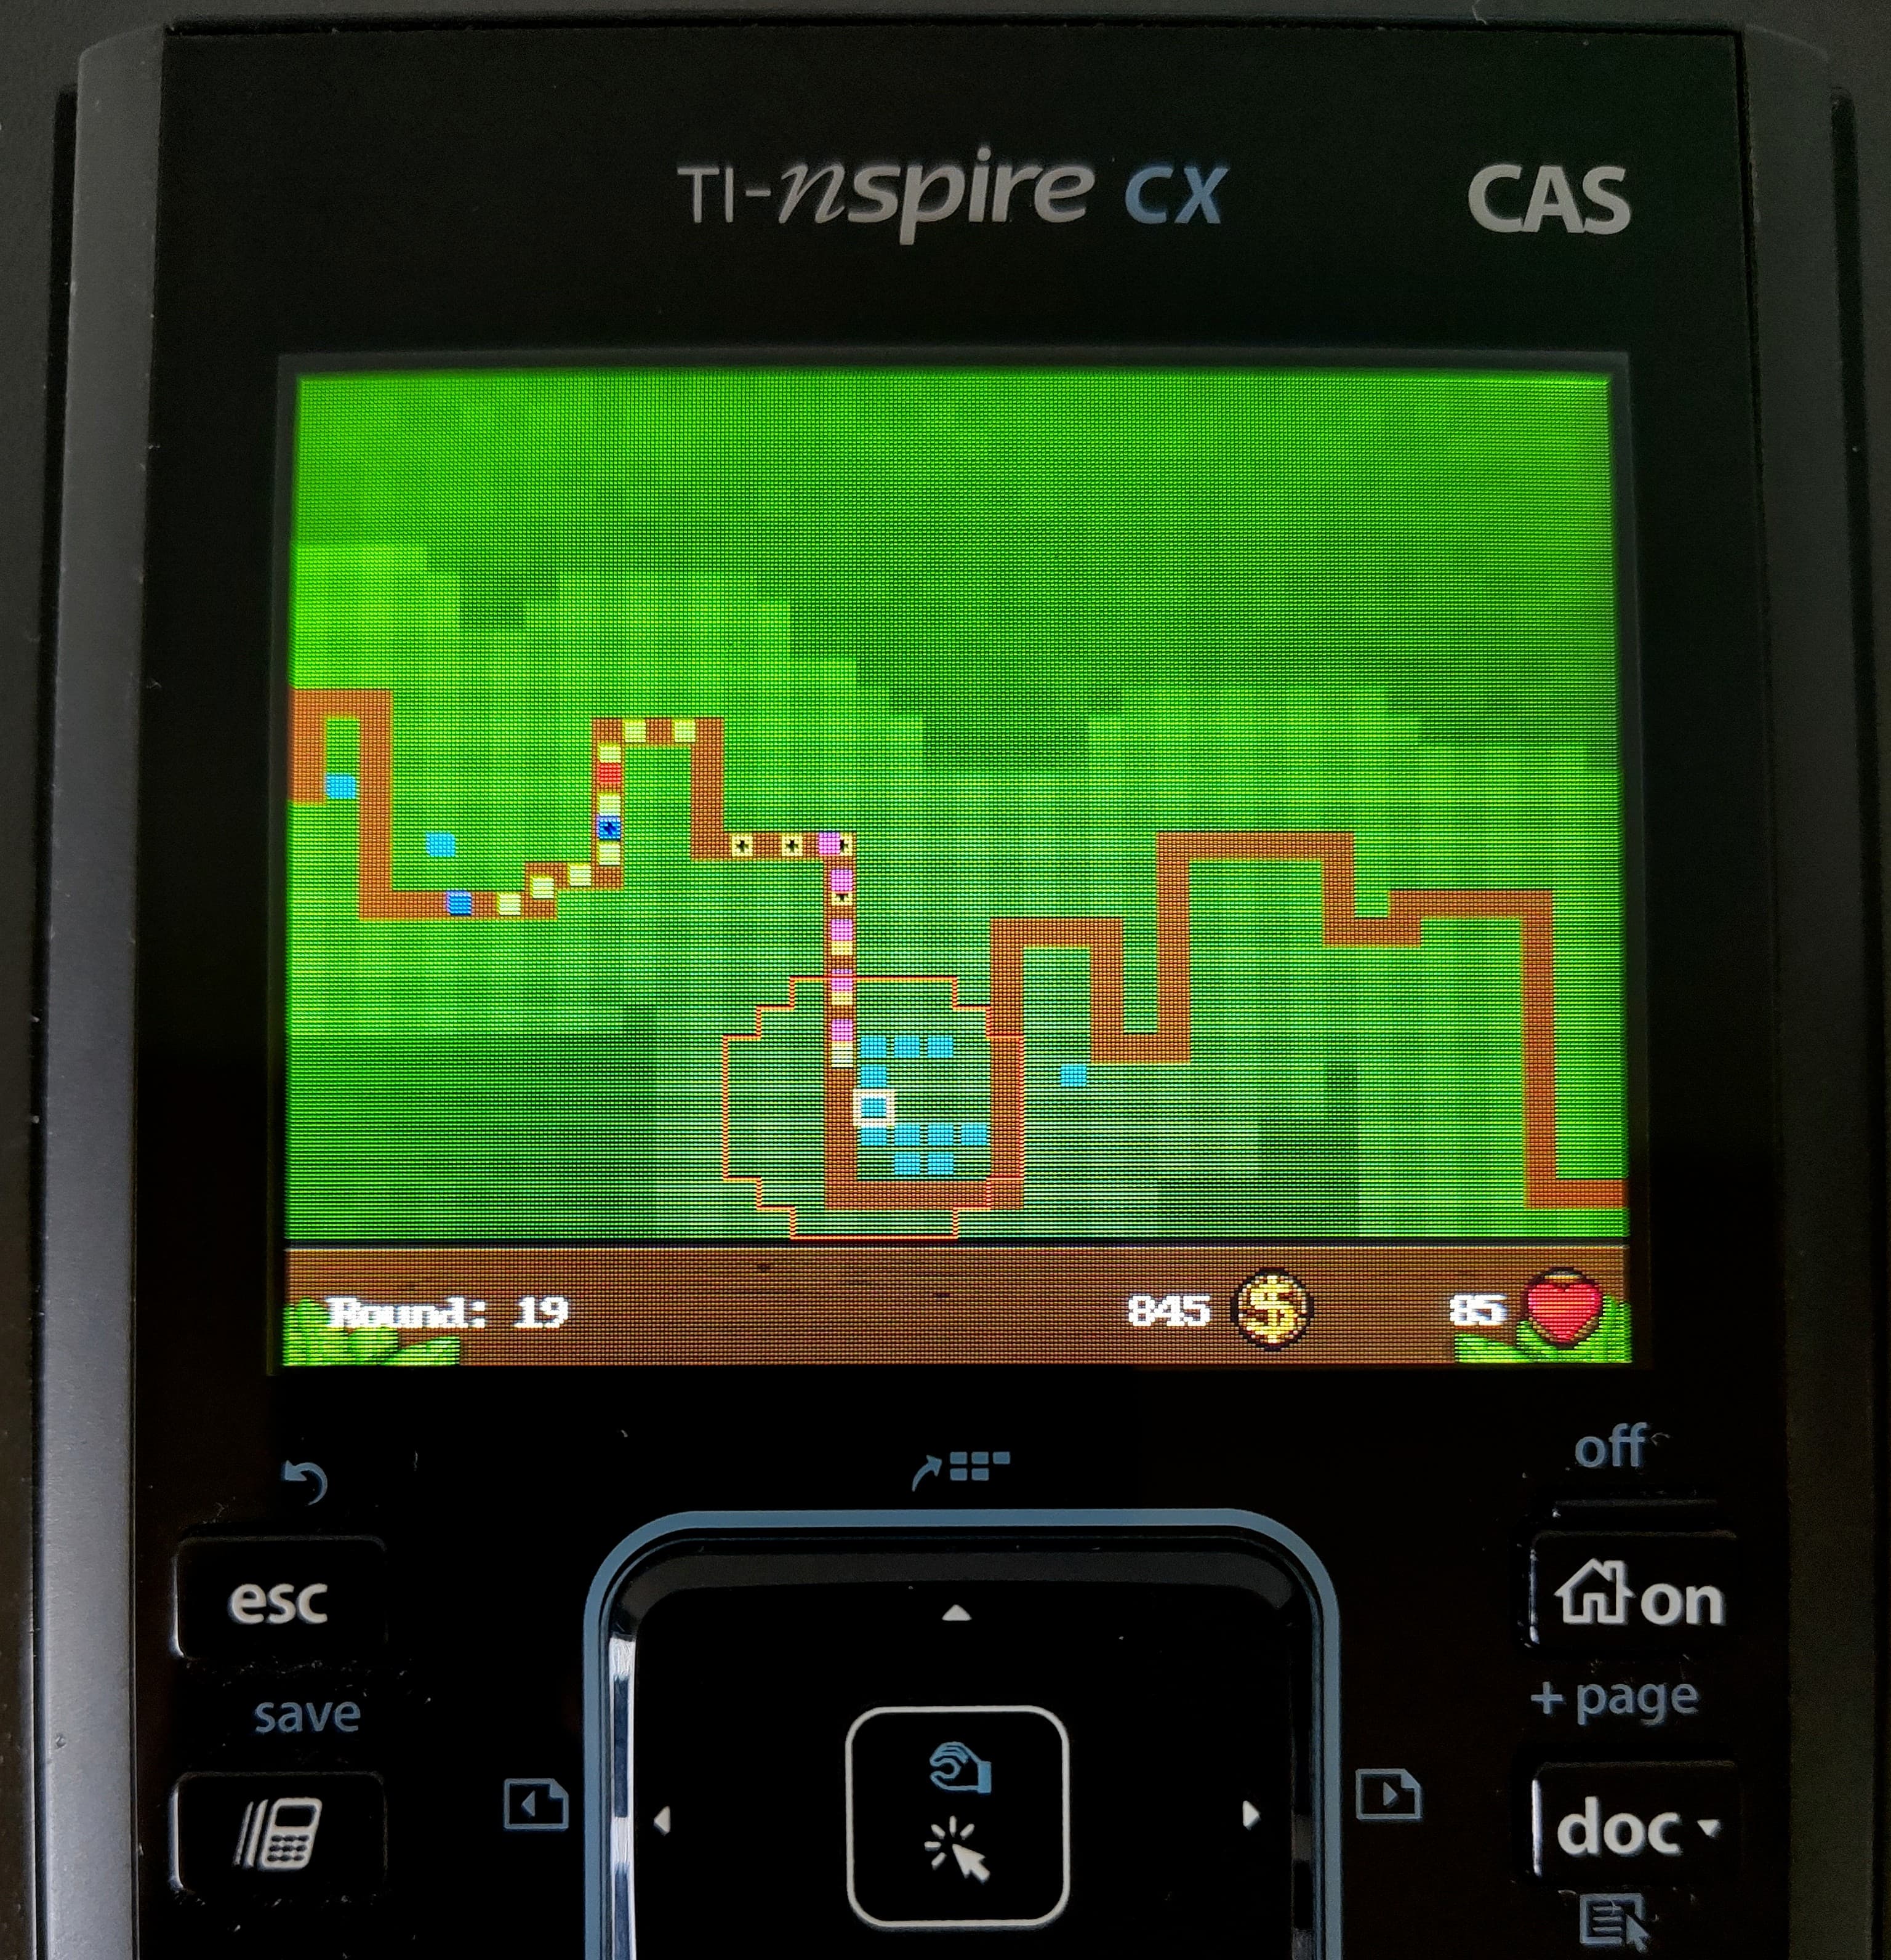 TI-nspire CX CAS
Round: 19 845 $ 85
off
esc
on
save
+ page
doc